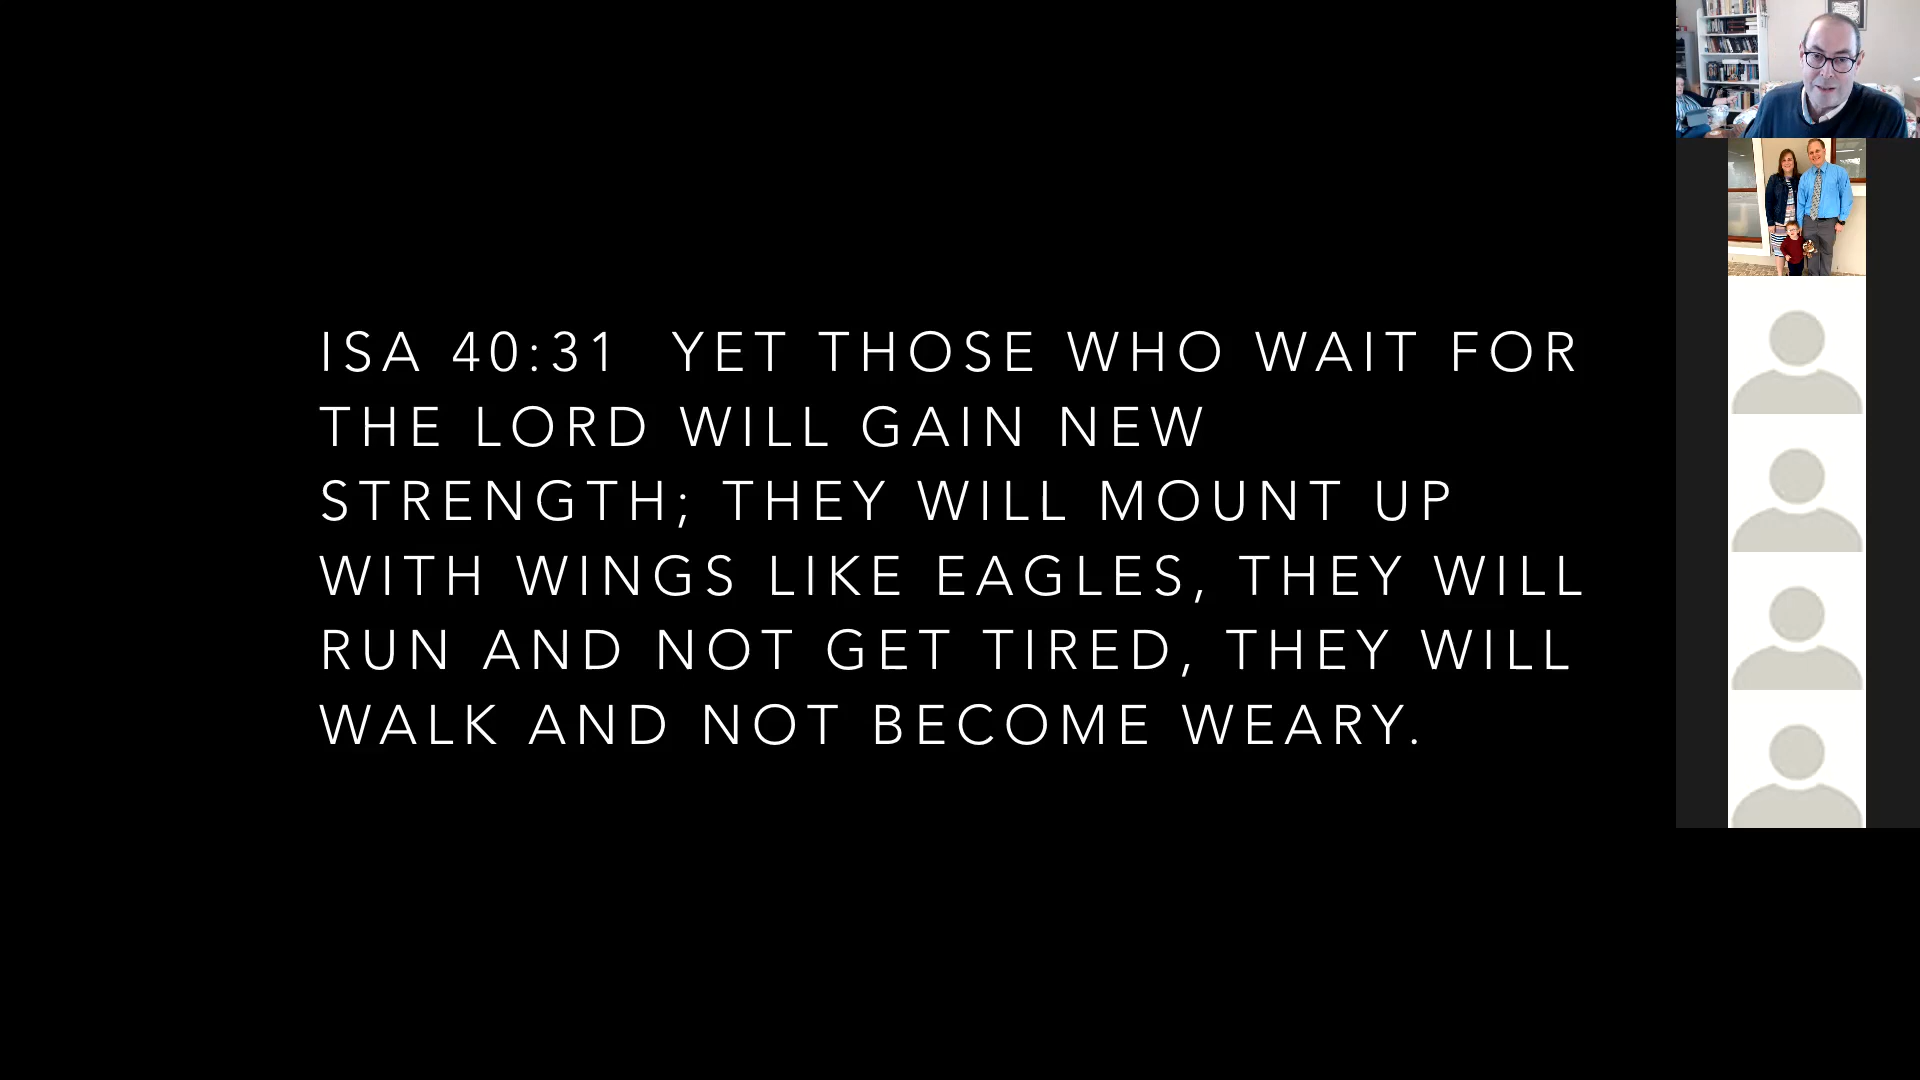 ISA 40:31  YET THOSE WHO WAIT FOR
THE LORD WILL GAIN NEW
STRENGTH; THEY WILL MOUNT UP
WITH WINGS LIKE EAGLES, THEY WILL
RUN AND NOT GET TIRED, THEY WILL
WALK AND NOT BECOME WEARY.